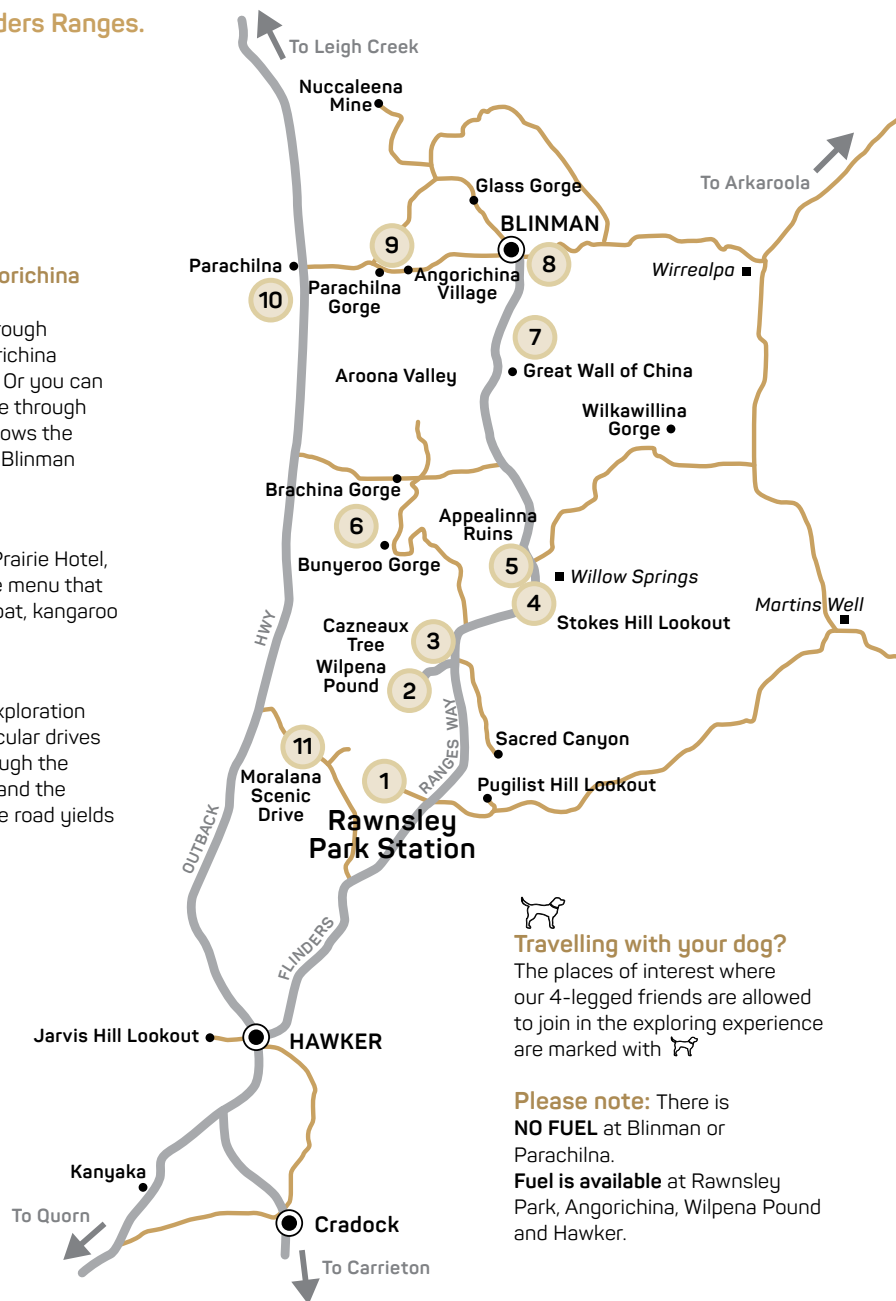 ders Ranges.
orichina
rough
richina
Or you can
e through
ows the
Blinman
Prairie Hotel,
e menu that
oat, kangaroo
xploration
cular drives
ugh the
and the
e road yields
To Leigh Creek
Nuccaleena
Mine
To Arkaroola
Glass Gorge
BLINMAN
9
8
Parachilna
10
Parachilna
Gorge
Angorichina
Village
Wirrealpa
7
Aroona Valley
Great Wall of China
Wilkawillina
Gorge
Brachina Gorge
6
Bunyeroo Gorge
Appealinna
Ruins
5
Willow Springs
4
Stokes Hill Lookout
Martins Well
Cazneaux
Tree
3
Wilpena
Pound
2
HWY
OUTBACK
11
Moralana
Scenic
Drive
1
Rawnsley
Park Station
RANGES WAY
FLINDERS
Sacred Canyon
Pugilist Hill Lookout
Jarvis Hill Lookout
HAWKER
Kanyaka
To Quorn
Cradock
To Carrieton
Travelling with your dog?
The places of interest where
our 4-legged friends are allowed
to join in the exploring experience
are marked with
Please note: There is
NO FUEL at Blinman or
Parachilna.
Fuel is available at Rawnsley
Park, Angorichina, Wilpena Pound
and Hawker.